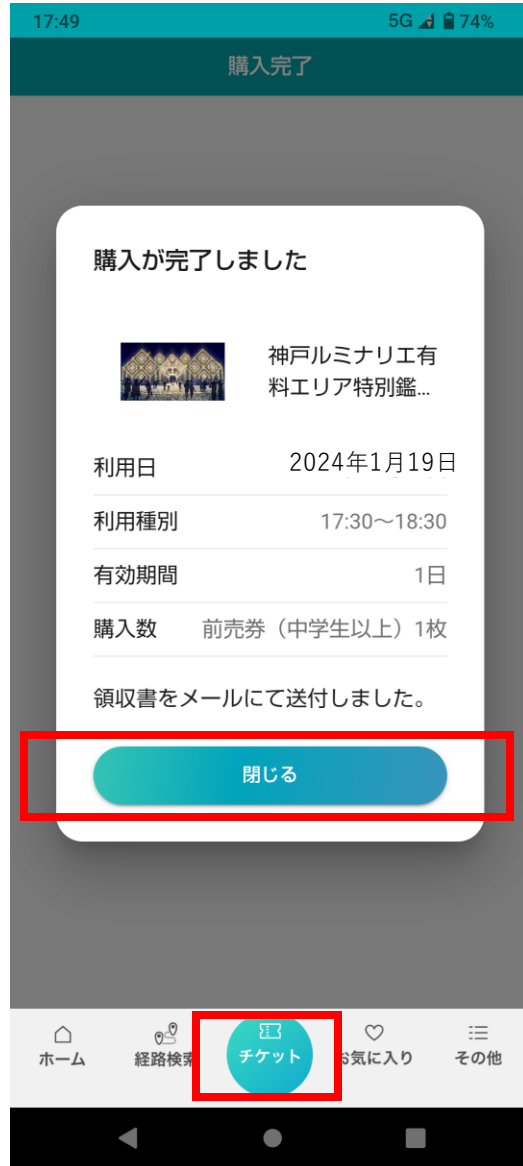 17:49 5G 74%
購入完了
購入が完了しました
神戸ルミナリエ有
料エリア特別鑑...
利用日 2024年1月19日
利用種別 17:30～18:30
有効期間 1日
購入数 前売券（中学生以上）1枚
領収書をメールにて送付しました。
閉じる
ホーム 経路検索 チケット お気に入り その他